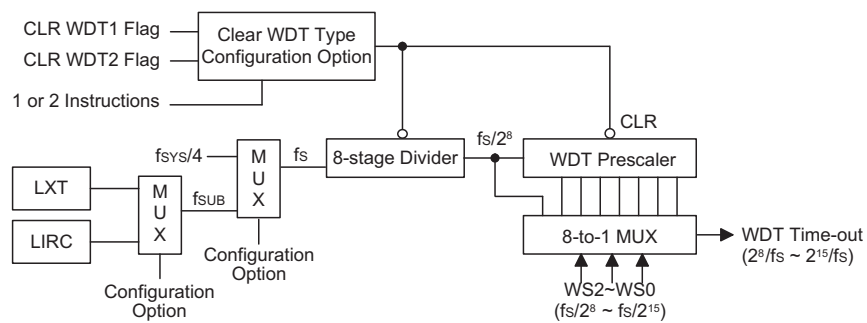 CLR WDT1 Flag
CLR WDT2 Flag
1 or 2 Instructions
Clear WDT Type
Configuration Option
CLR
fSYS/4
fS
8-stage Divider
fS/2⁸
WDT Prescaler
LXT
LIRC
M
U
X
fSUB
M
U
X
Configuration
Option
Configuration
Option
8-to-1 MUX
WDT Time-out
(2⁸/fS ~ 2¹⁵/fS)
WS2~WS0
(fS/2⁸ ~ fS/2¹⁵)